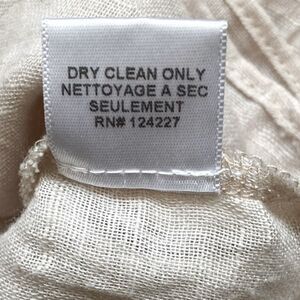 DRY CLEAN ONLY
NETTOYAGE A SEC
SEULEMENT
RN# 124227